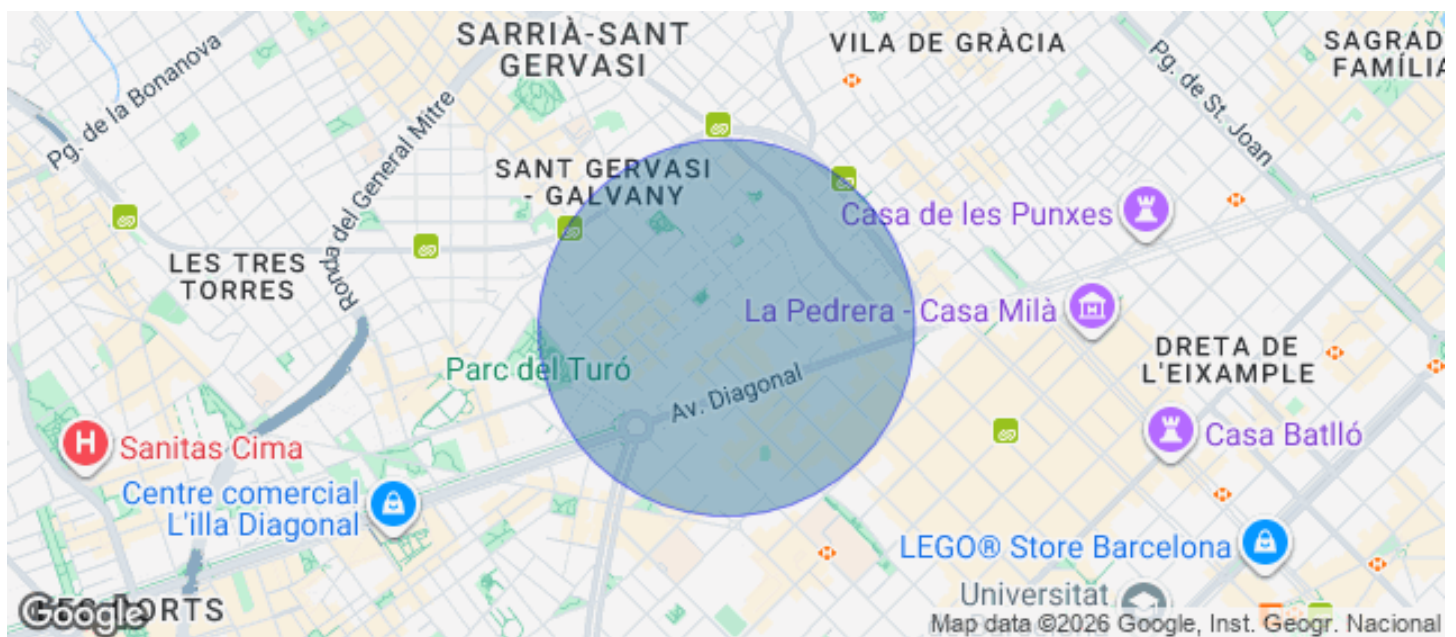 SARRIÀ-SANT
GERVASI
VILA DE GRÀCIA
SAGRAD
FAMÍLIA
Pg. de la Bonanova
Pg. de St. Joan
Ronda del General Mitre
SANT GERVASI
- GALVANY
Casa de les Punxes
LES TRES
TORRES
La Pedrera - Casa Milà
DRETA DE
L'EIXAMPLE
Parc del Turó
Av. Diagonal
H
Sanitas Cima
Casa Batlló
Centre comercial
L'illa Diagonal
LEGO® Store Barcelona
Universitat
Google
ORTS
Map data ©2026 Google, Inst. Geogr. Nacional